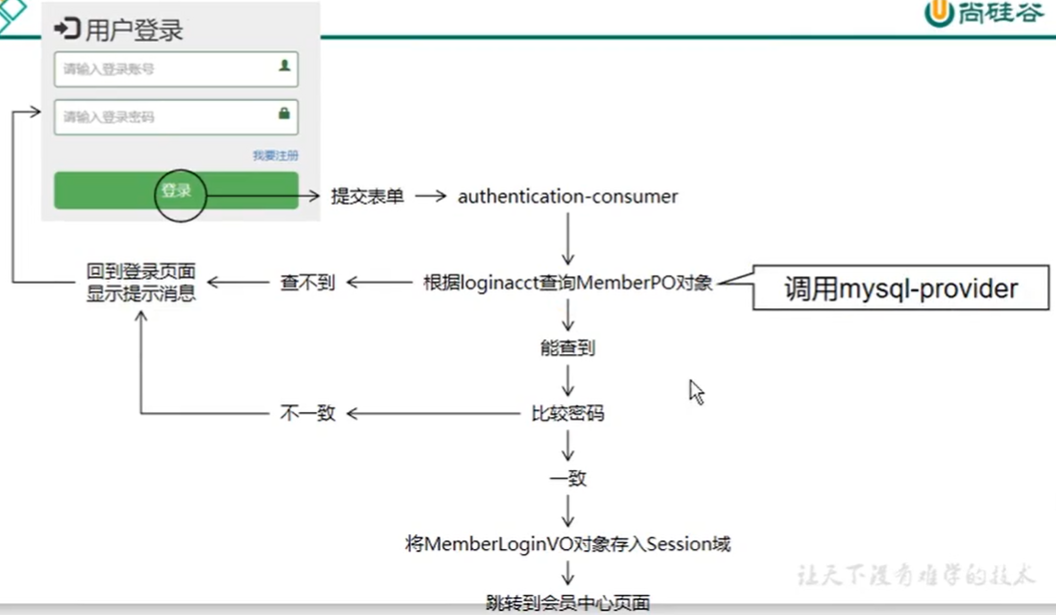 尚硅谷
用户登录
请输入登录账号
请输入登录密码
我要注册
登录
提交表单
authentication-consumer
回到登录页面
显示提示消息
查不到
根据loginacct查询MemberPO对象
调用mysql-provider
能查到
不一致
比较密码
一致
将MemberLoginVO对象存入Session域
让天下没有难学的技术
跳转到会员中心页面